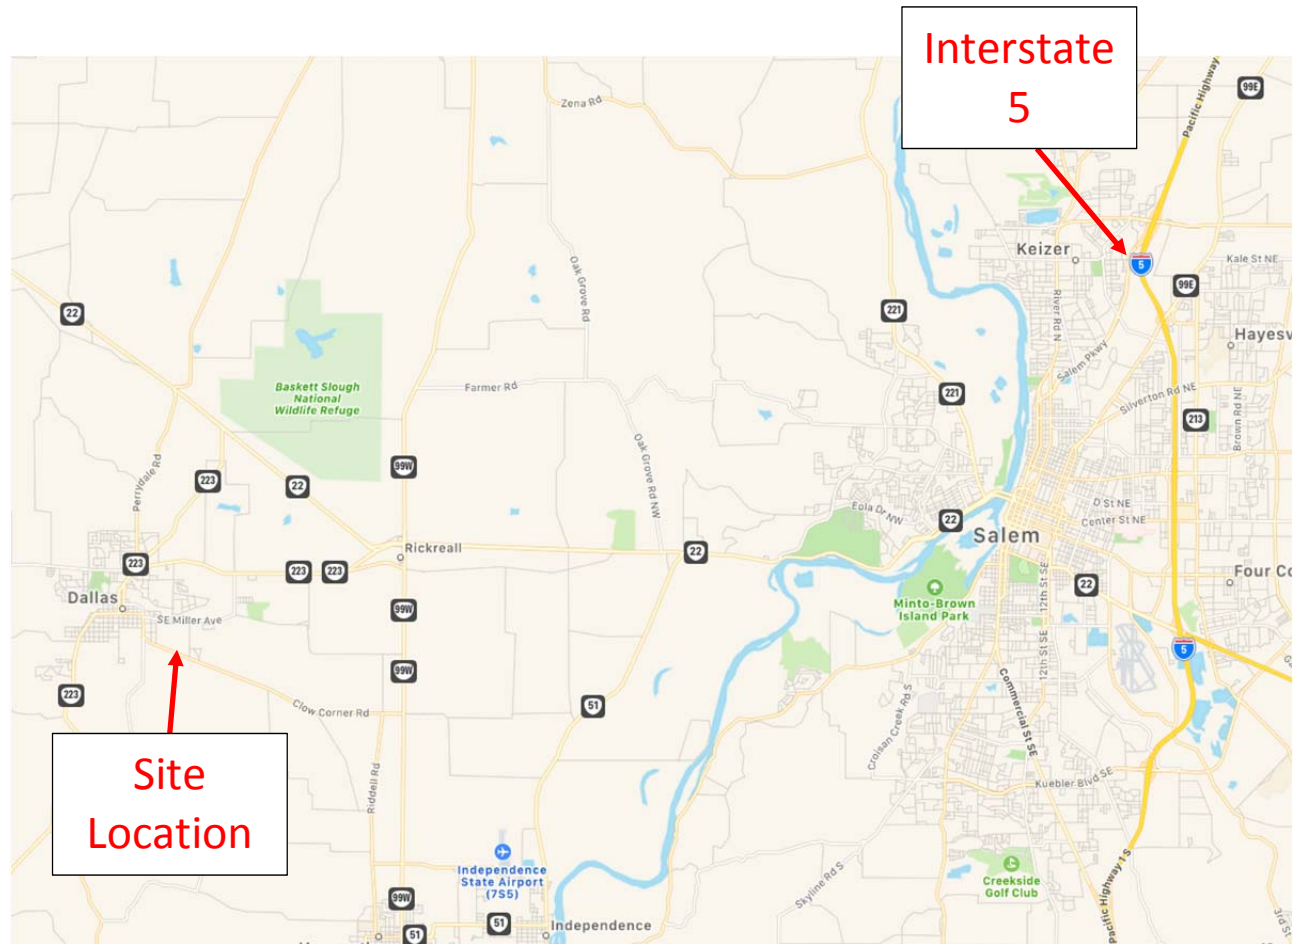 Interstate
5
99E
Pacific Highway
Zena Rd
Keizer
5
Kale St NE
99E
22
Oak Grove Rd
221
River Rd N
Hayesv
Salem Pkwy
Baskett Slough
National
Wildlife Refuge
Farmer Rd
221
Silverton Rd NE
213
Brown Rd NE
Perrydale Rd
99W
Oak Grove Rd NW
223
22
Eola Dr NW
22
D St NE
Center St NE
Salem
Rickreall
22
223
223
223
12th St SE
Four Co
22
Dallas
99W
Minto-Brown
Island Park
SE Miller Ave
12th St SE
5
99W
223
Clow Corner Rd
51
Croisan Creek Rd S
Commercial St SE
Site
Location
Riddell Rd
Kuebler Blvd SE
Independence
State Airport
(7S5)
Skyline Rd S
Creekside
Golf Club
Pacific Highway 1 S
99W
51
Independence
51
3rd St